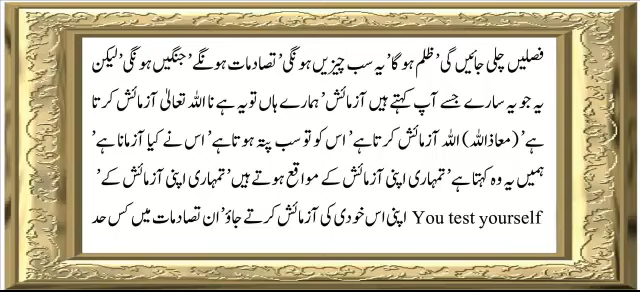 فصلیں چلی جائیں گی’ ظلم ہو گا’ یہ سب چیزیں ہونگی’ تصادمات ہونگے’ جنگیں ہونگی’ لیکن
یہ جو یہ سارے جسے آپ کہتے ہیں آزمائش’ ہمارے ہاں تو یہ ہے نا اللہ تعالیٰ آزمائش کرتا
ہے’ (معاذاللہ) اللہ آزمائش کرتا ہے’ اس کو تو سب پتہ ہوتا ہے’ اس نے کیا آزمانا ہے’
ہمیں یہ وہ کہتا ہے’ تمہاری اپنی آزمائش کے مواقع ہوتے ہیں’ تمہاری اپنی آزمائش کے’
You test yourself اپنی اس خودی کی آزمائش کرتے جاؤ’ ان تصادمات میں کس حد